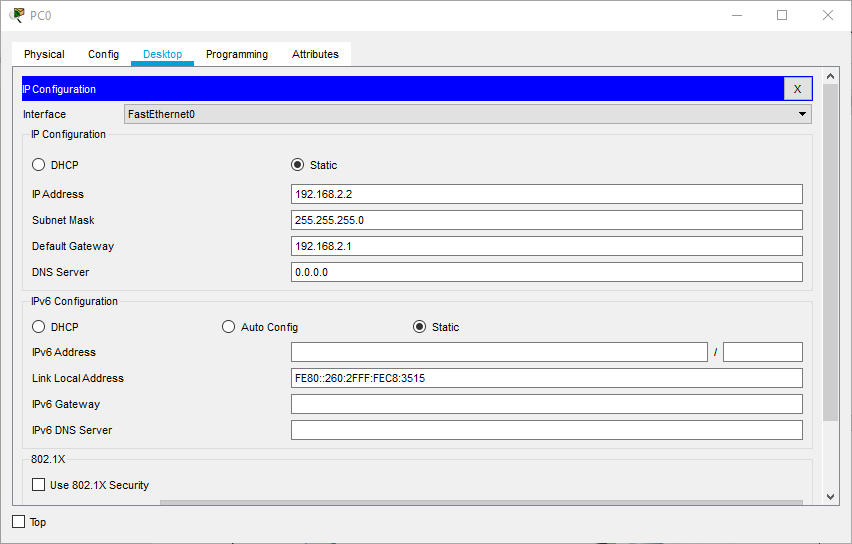 PC0
Physical Config Desktop Programming Attributes
IP Configuration X
Interface FastEthernet0
IP Configuration
DHCP Static
IP Address 192.168.2.2
Subnet Mask 255.255.255.0
Default Gateway 192.168.2.1
DNS Server 0.0.0.0
IPv6 Configuration
DHCP Auto Config Static
IPv6 Address /
Link Local Address FE80::260:2FFF:FEC8:3515
IPv6 Gateway
IPv6 DNS Server
802.1X
Use 802.1X Security
Top